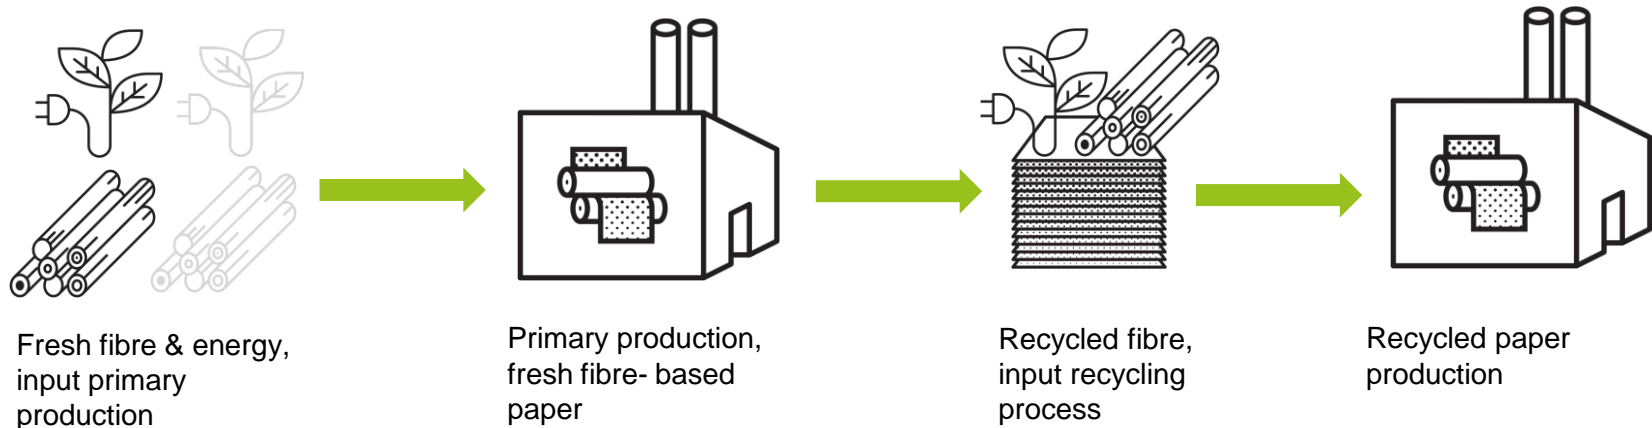 Fresh fibre & energy,
input primary
production
Primary production,
fresh fibre- based
paper
Recycled fibre,
input recycling
process
Recycled paper
production